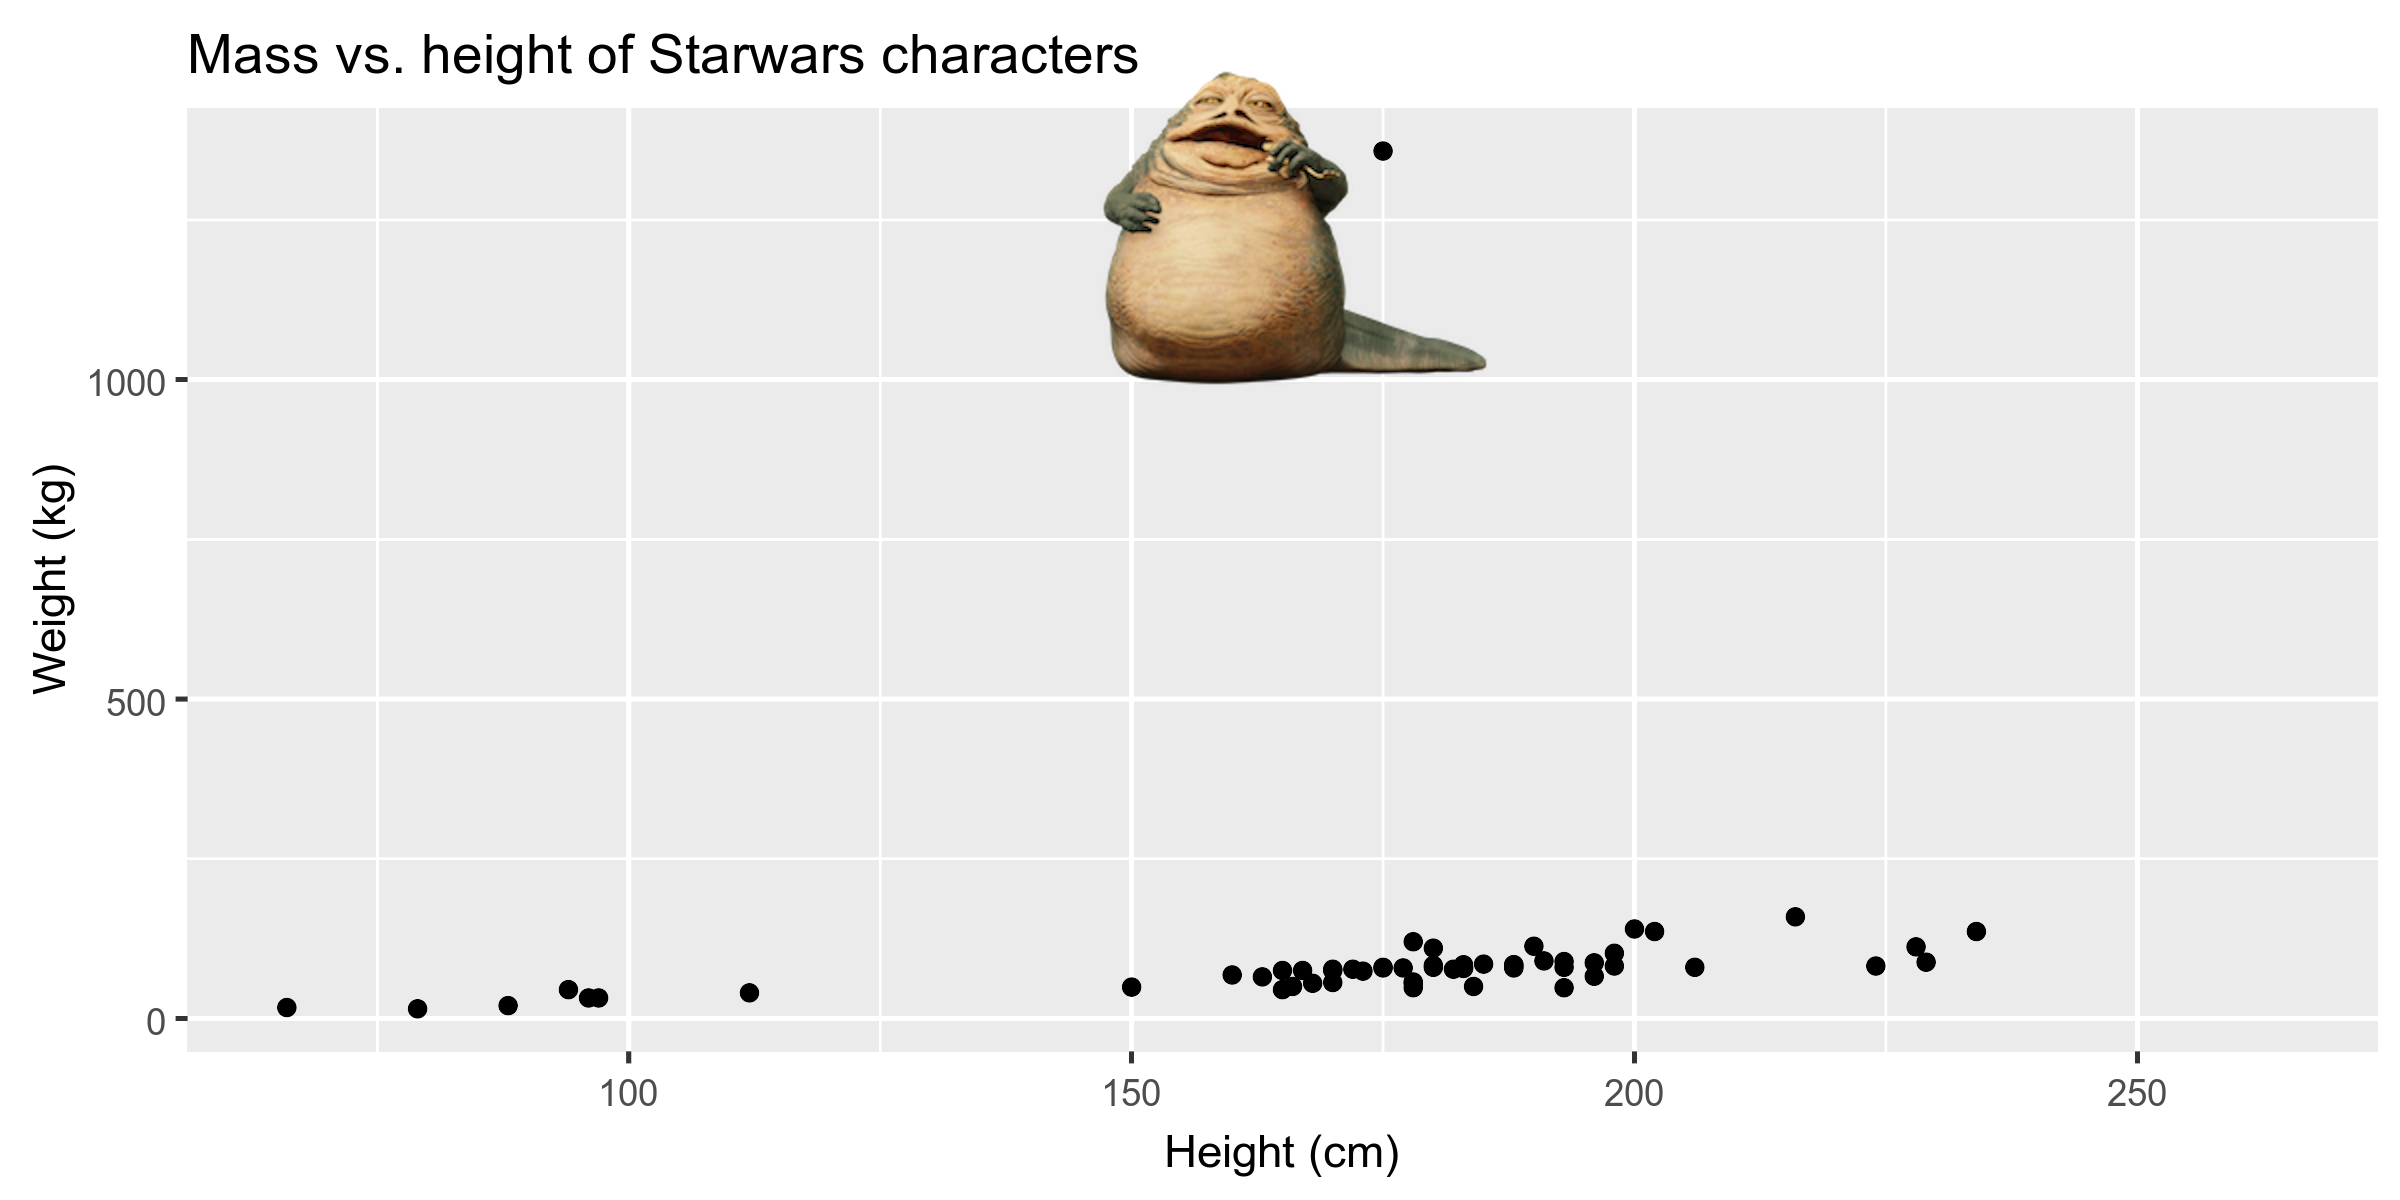 Mass vs. height of Starwars characters
1000
500
0
Weight (kg)
100 150 200 250
Height (cm)